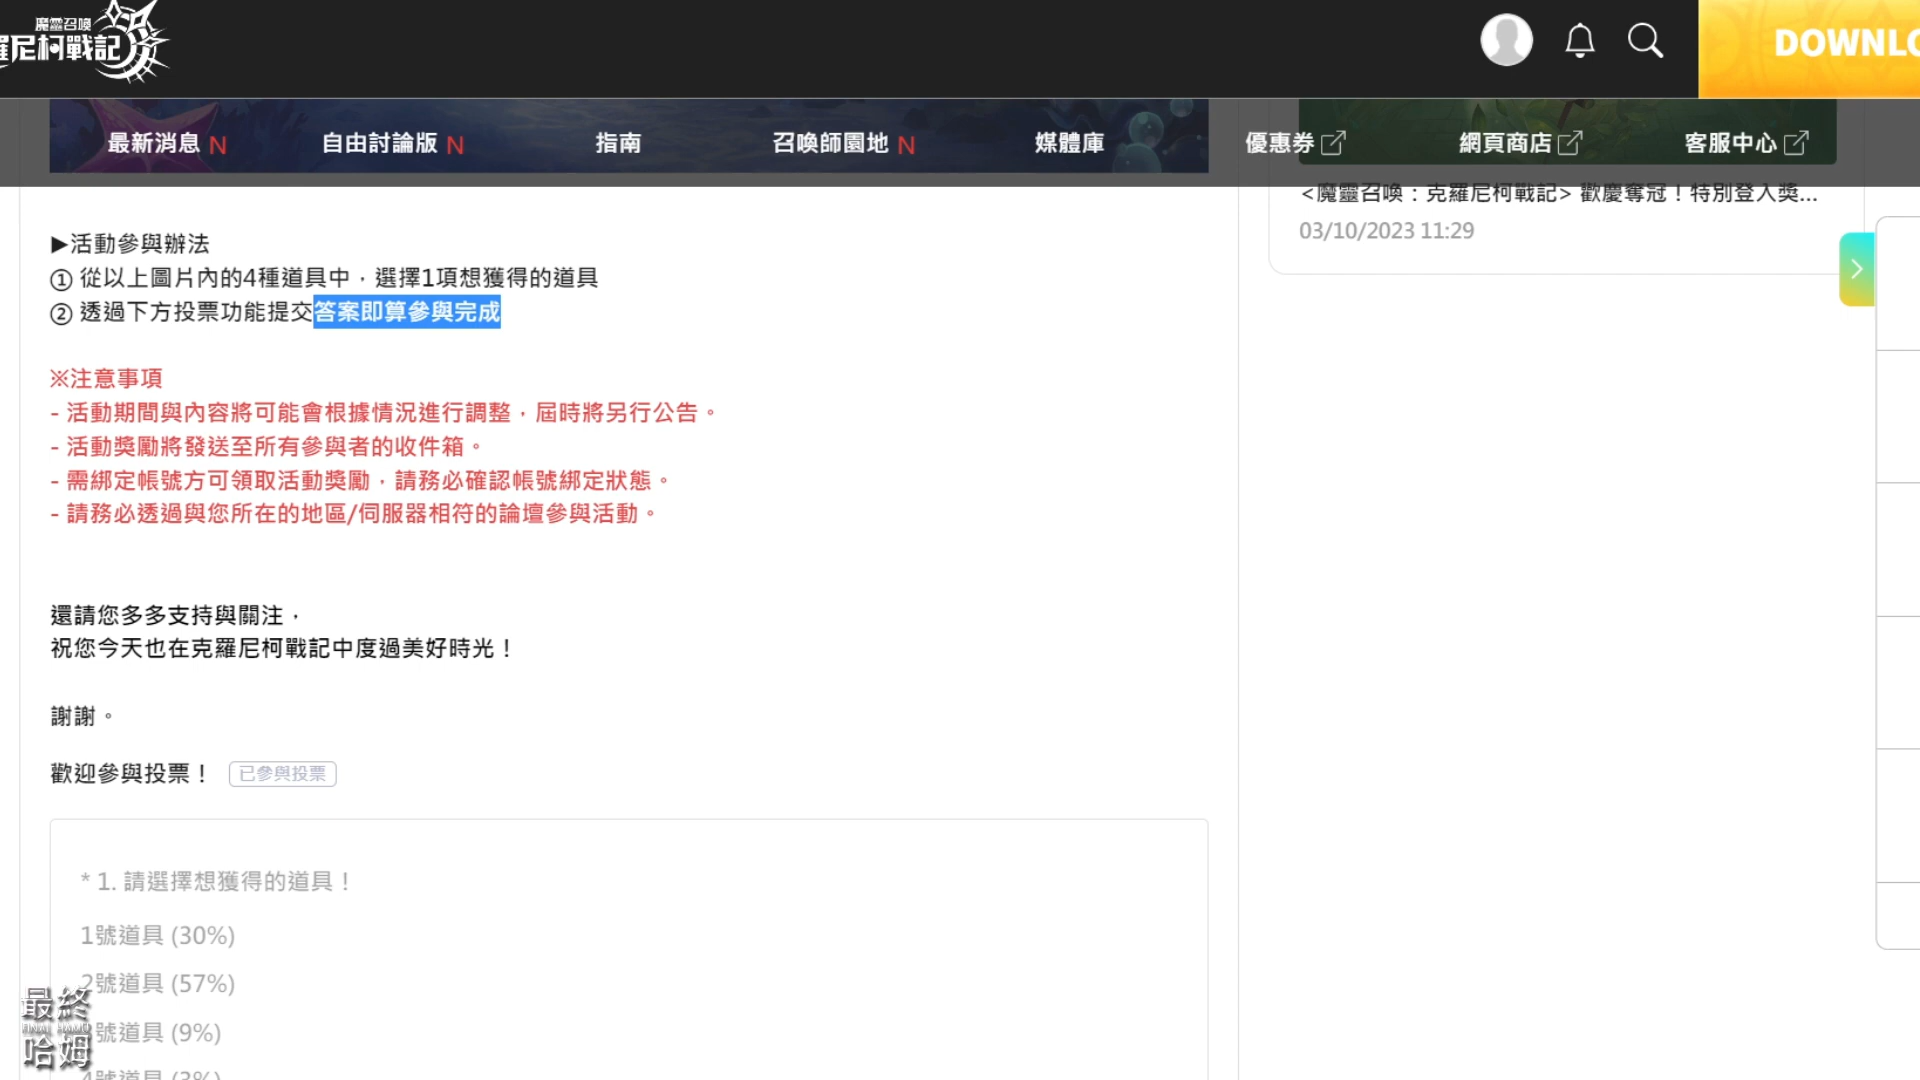 魔靈召喚
羅尼柯戰記
DOWNLO
最新消息 N
自由討論版 N
指南
召喚師園地 N
媒體庫
優惠券
網頁商店
客服中心
<魔靈召喚：克羅尼柯戰記> 歡慶奪冠！特別登入獎...
03/10/2023 11:29
▶活動參與辦法
① 從以上圖片內的4種道具中，選擇1項想獲得的道具
② 透過下方投票功能提交答案即算參與完成
※注意事項
- 活動期間與內容將可能會根據情況進行調整，屆時將另行公告。
- 活動獎勵將發送至所有參與者的收件箱。
- 需綁定帳號方可領取活動獎勵，請務必確認帳號綁定狀態。
- 請務必透過與您所在的地區/伺服器相符的論壇參與活動。
還請您多多支持與關注，
祝您今天也在克羅尼柯戰記中度過美好時光！
謝謝。
歡迎參與投票！ 已參與投票
* 1. 請選擇想獲得的道具！
1號道具 (30%)
2號道具 (57%)
號道具 (9%)
4號道具 (3%)
最終
FINAL HAMO
哈姆